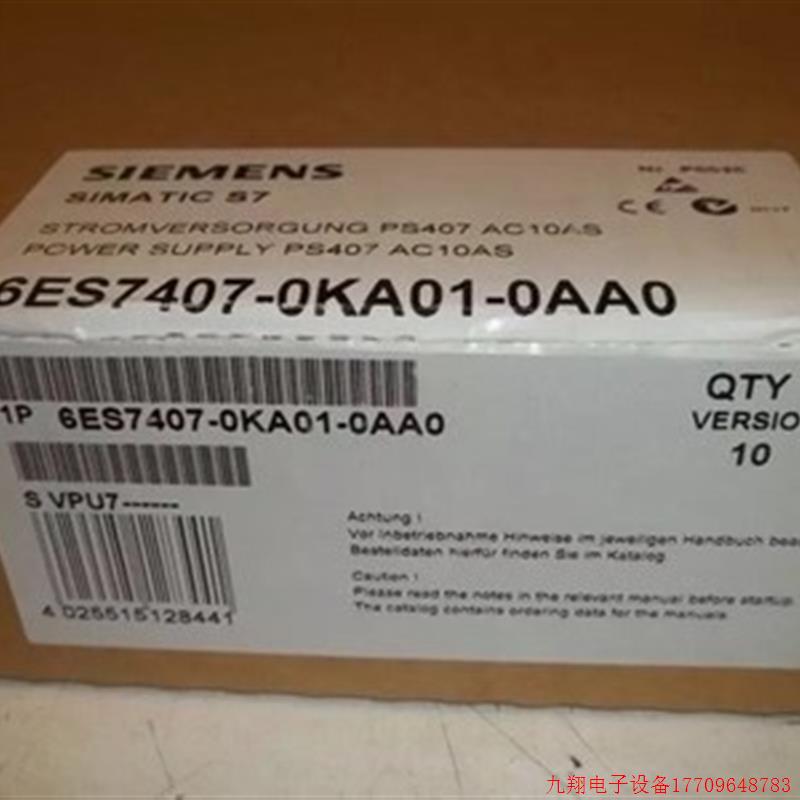 SIEMENS
SIMATIC S7
STROMVERSORGUNG PS407 AC10AS
POWER SUPPLY PS407 AC10AS
6ES7407-0KA01-0AA0
1P 6ES7407-0KA01-0AA0
QTY
VERSIO
10
S VPU7------
4 025515 128441
Achtung !
Vor Inbetriebnahme Hinweise im jeweiligen Handbuch bea
Bestelldaten hierfür finden Sie im Katalog
Caution !
Please read the notes in the relevant manual before startup
The catalog contains ordering data for the manuals
九翔电子设备17709648783